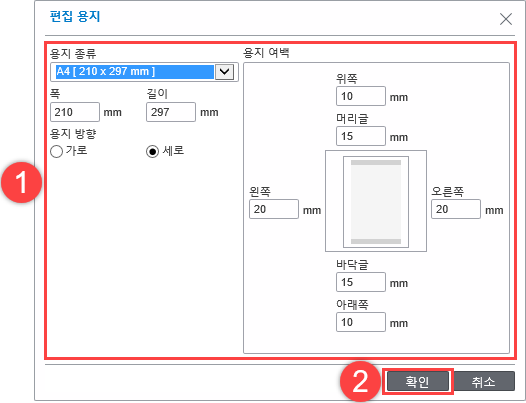 편집 용지
용지 종류
A4 [ 210 x 297 mm ]
폭 길이
210 mm 297 mm
용지 방향
가로 세로
용지 여백
위쪽
10 mm
머리글
15 mm
왼쪽
20 mm
오른쪽
20 mm
바닥글
15 mm
아래쪽
10 mm
1
2
확인 취소